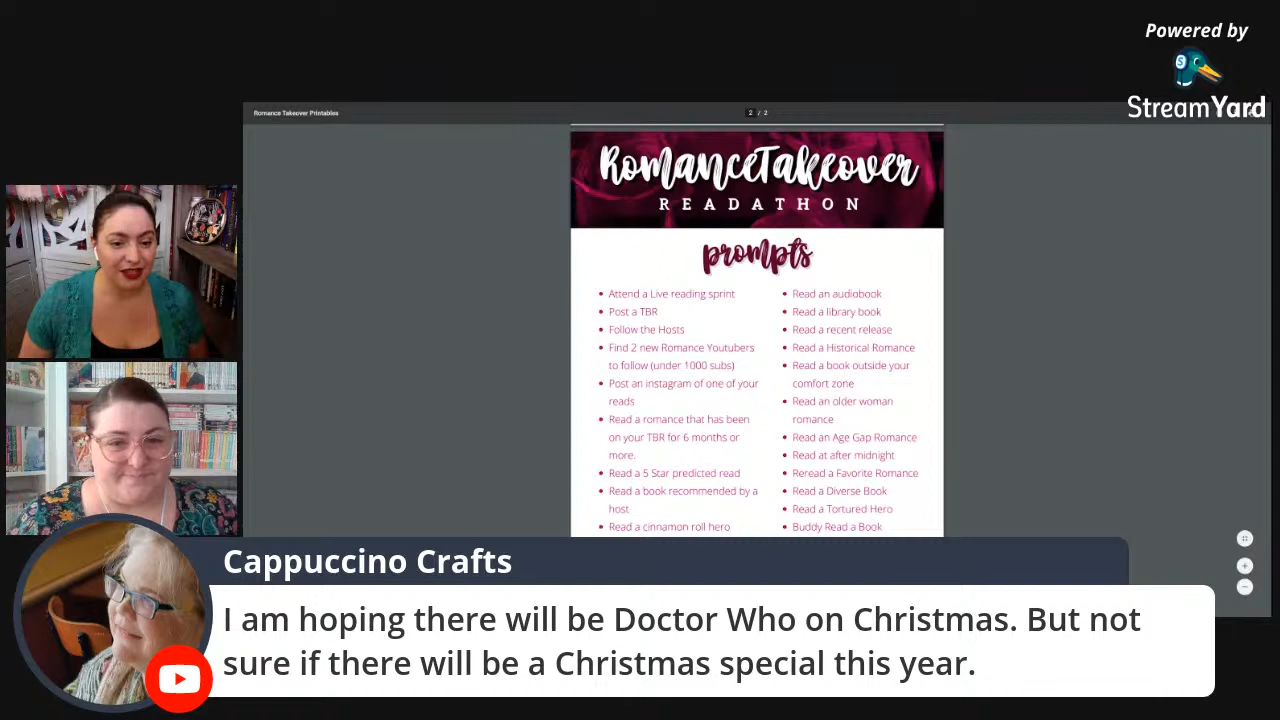 Powered by
StreamYard
Romance Takeover Printables
2 / 2
RomanceTakeover
READATHON
prompts
• Attend a Live reading sprint
• Post a TBR
• Follow the Hosts
• Find 2 new Romance Youtubers
to follow (under 1000 subs)
• Post an instagram of one of your
reads
• Read a romance that has been
on your TBR for 6 months or
more.
• Read a 5 Star predicted read
• Read a book recommended by a
host
• Read a cinnamon roll hero
• Read an audiobook
• Read a library book
• Read a recent release
• Read a Historical Romance
• Read a book outside your
comfort zone
• Read an older woman
romance
• Read an Age Gap Romance
• Read at after midnight
• Reread a Favorite Romance
• Read a Diverse Book
• Read a Tortured Hero
• Buddy Read a Book
Cappuccino Crafts
I am hoping there will be Doctor Who on Christmas. But not
sure if there will be a Christmas special this year.